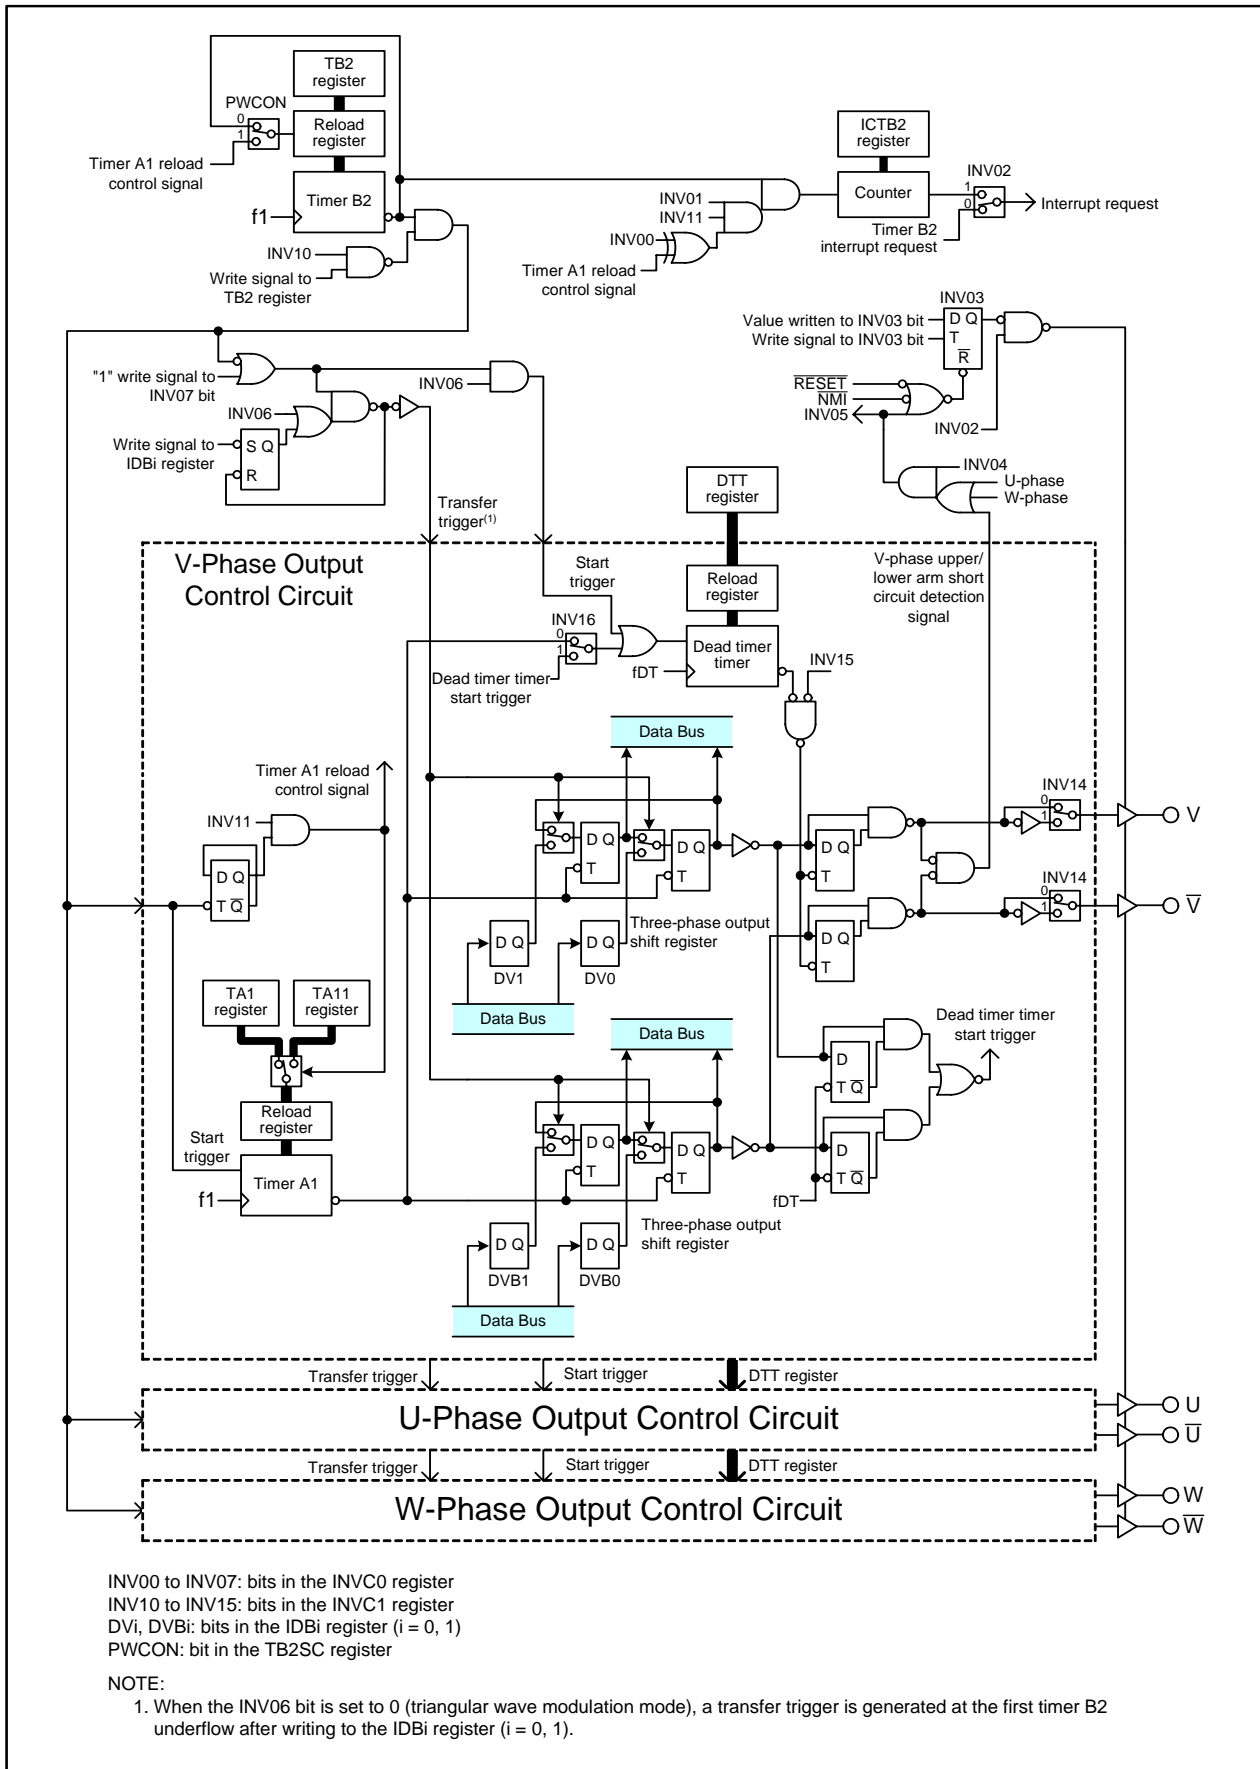 TB2
register
PWCON
0
1
Reload
register
Timer A1 reload
control signal
Timer B2
f1
INV10
Write signal to
TB2 register
ICTB2
register
INV01
INV11
INV00
Timer A1 reload
control signal
Counter
INV02
1
0
Interrupt request
Timer B2
interrupt request
INV03
Value written to INV03 bit
D Q
Write signal to INV03 bit
T
R
RESET
NMI
INV05
INV02
"1" write signal to
INV07 bit
INV06
INV06
Write signal to
IDBi register
S Q
R
INV04
U-phase
W-phase
DTT
register
Transfer
trigger(1)
V-Phase Output
Control Circuit
Start
trigger
Reload
register
V-phase upper/
lower arm short
circuit detection
signal
INV16
0
1
Dead timer timer
start trigger
fDT
Dead timer
timer
INV15
Data Bus
Timer A1 reload
control signal
INV11
D Q
T Q
D Q
T
D Q
T
D Q
T
D Q
T
INV14
0
1
V
INV14
0
1
V
D Q
DV1
D Q
DV0
Three-phase output
shift register
Data Bus
TA1
register
TA11
register
Data Bus
Dead timer timer
start trigger
D
T Q
D
T Q
fDT
Reload
register
Start
trigger
Timer A1
f1
D Q
T
D Q
T
Three-phase output
shift register
D Q
DVB1
D Q
DVB0
Data Bus
Transfer trigger
Start trigger
DTT register
U-Phase Output Control Circuit
U
U
Transfer trigger
Start trigger
DTT register
W-Phase Output Control Circuit
W
W
INV00 to INV07: bits in the INVC0 register
INV10 to INV15: bits in the INVC1 register
DVi, DVBi: bits in the IDBi register (i = 0, 1)
PWCON: bit in the TB2SC register
NOTE:
1. When the INV06 bit is set to 0 (triangular wave modulation mode), a transfer trigger is generated at the first timer B2
underflow after writing to the IDBi register (i = 0, 1).